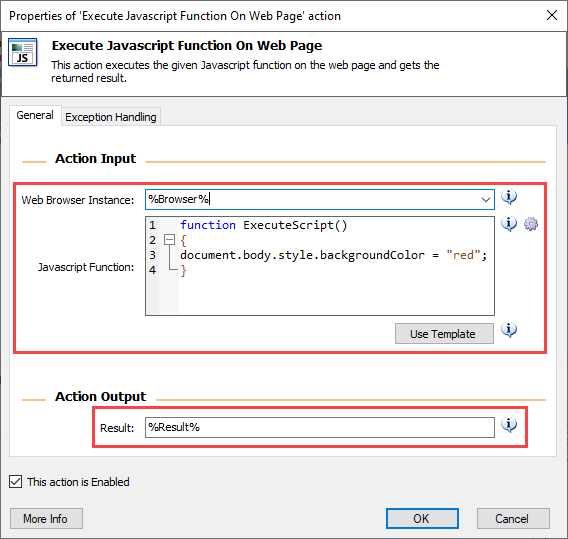 Properties of 'Execute Javascript Function On Web Page' action
JS
Execute Javascript Function On Web Page
This action executes the given Javascript function on the web page and gets the
returned result.
General
Exception Handling
Action Input
Web Browser Instance:
%Browser%
Javascript Function:
1 function ExecuteScript()
2 {
3 document.body.style.backgroundColor = "red";
4 }
Use Template
Action Output
Result:
%Result%
This action is Enabled
More Info
OK
Cancel